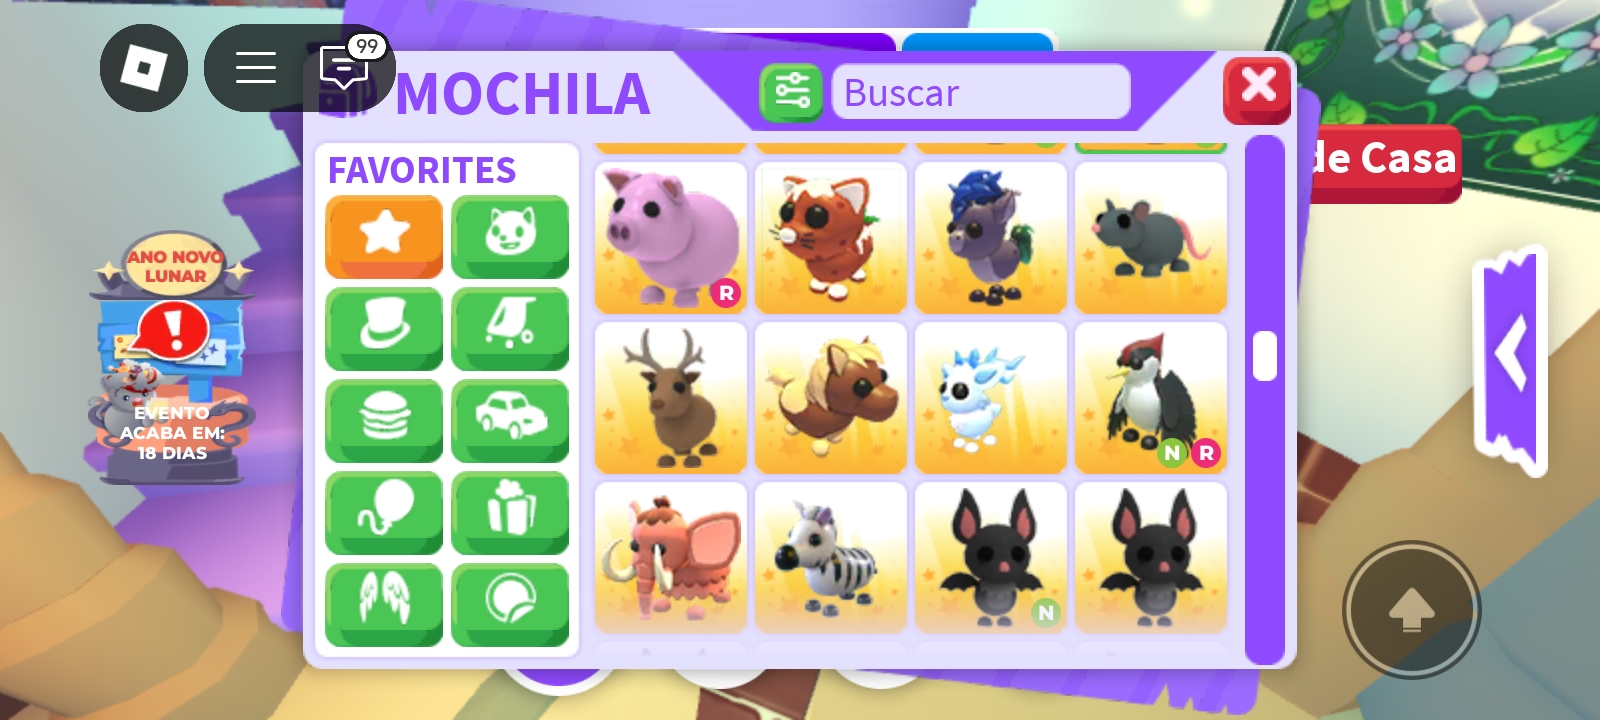 99
MOCHILA
Buscar
de Casa
FAVORITES
ANO NOVO
LUNAR
!
EVENTO
ACABA EM:
18 DIAS
R
N R
N